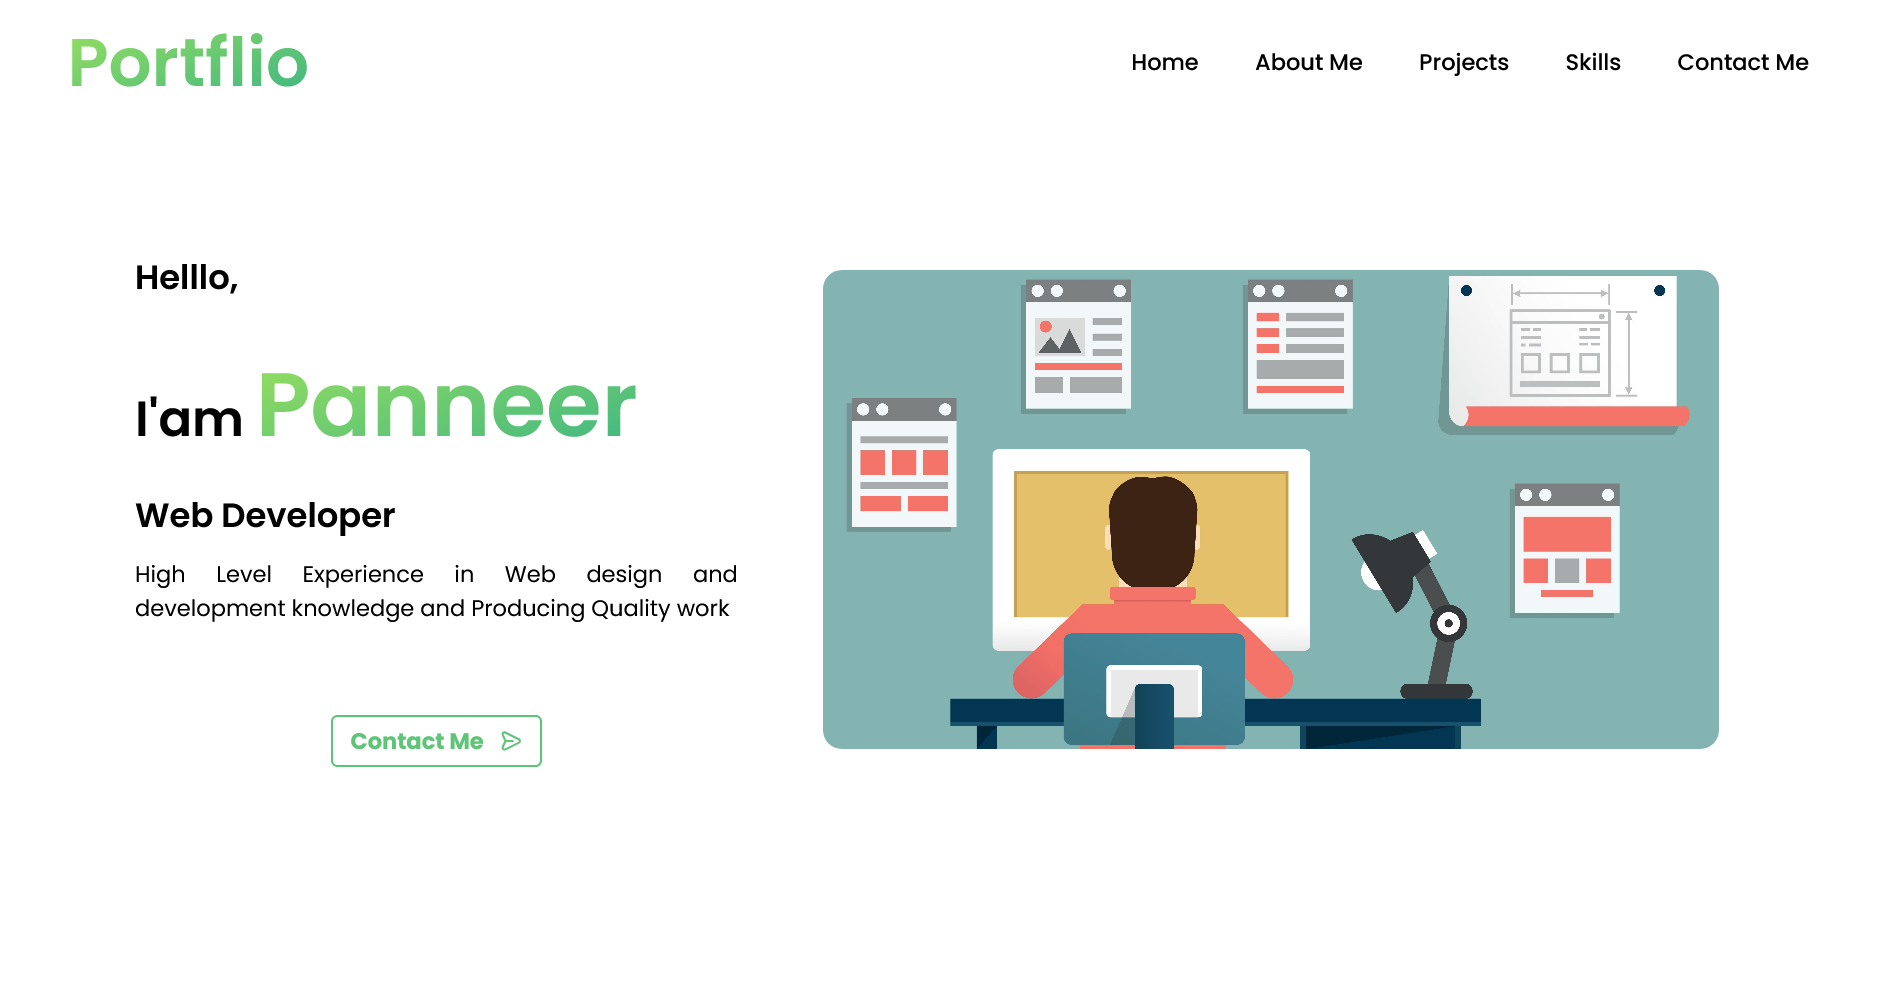 Portflio
Home About Me Projects Skills Contact Me
Helllo,
I'am Panneer
Web Developer
High Level Experience in Web design and
development knowledge and Producing Quality work
Contact Me